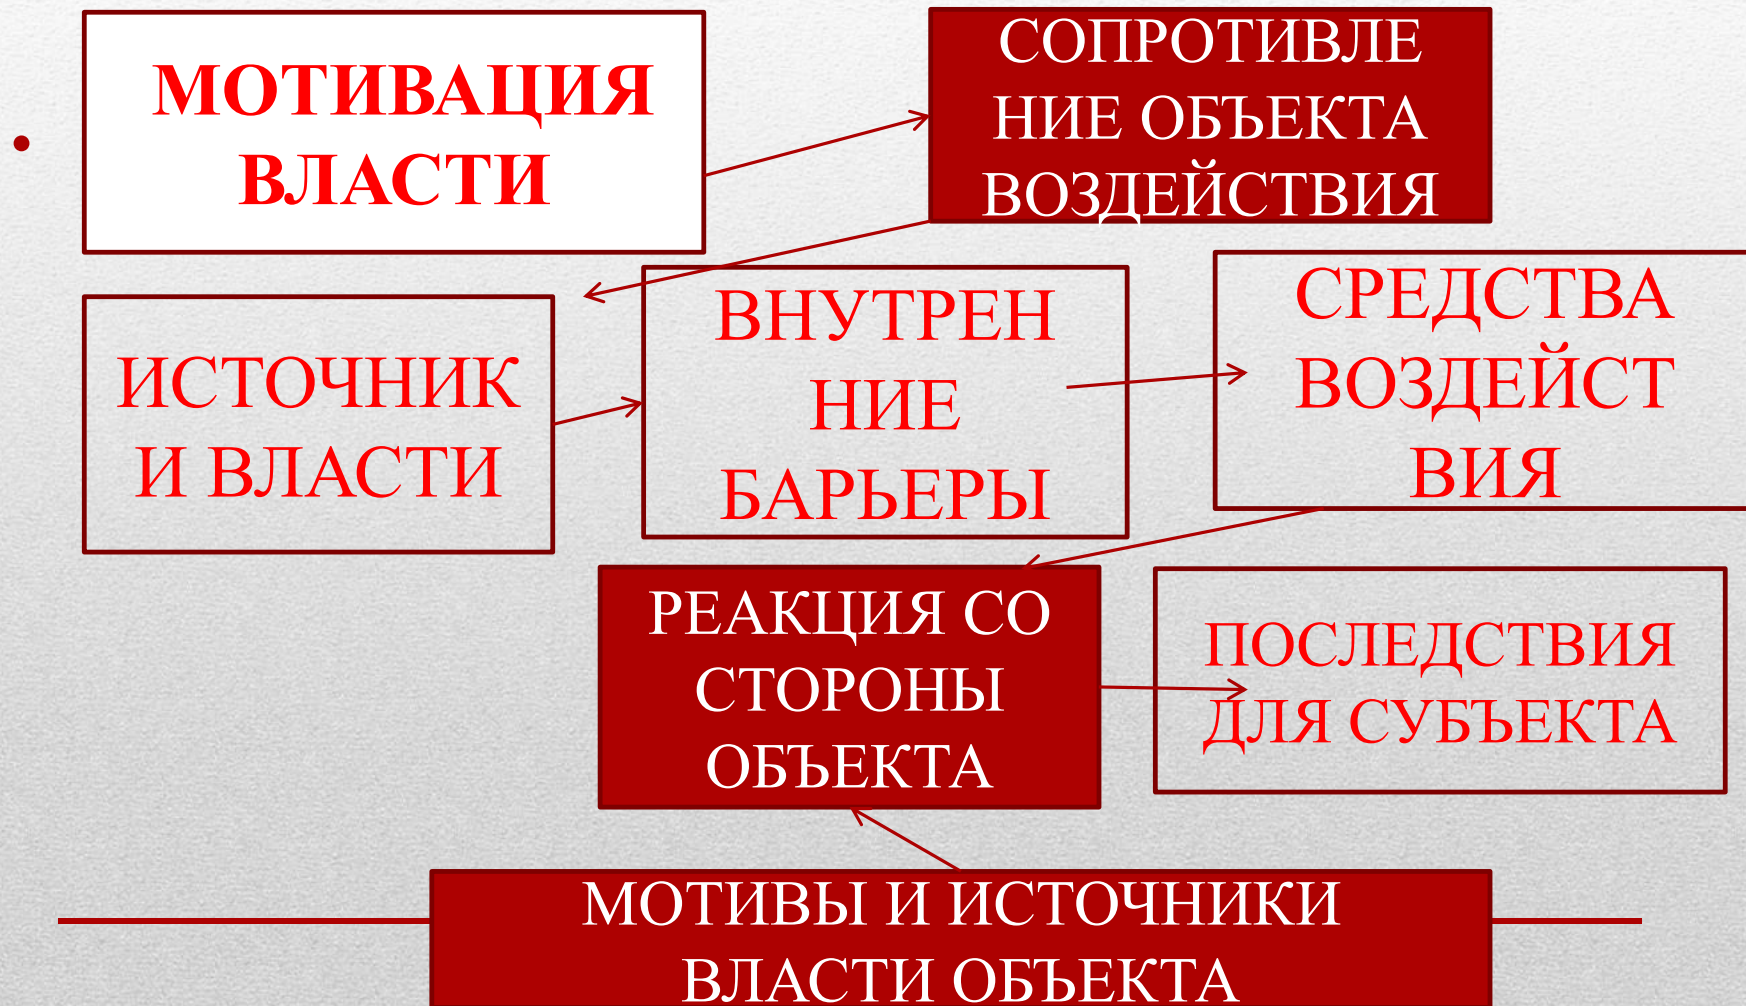 МОТИВАЦИЯ
ВЛАСТИ
СОПРОТИВЛЕ
НИЕ ОБЪЕКТА
ВОЗДЕЙСТВИЯ
ИСТОЧНИК
И ВЛАСТИ
ВНУТРЕН
НИЕ
БАРЬЕРЫ
СРЕДСТВА
ВОЗДЕЙСТ
ВИЯ
РЕАКЦИЯ СО
СТОРОНЫ
ОБЪЕКТА
ПОСЛЕДСТВИЯ
ДЛЯ СУБЪЕКТА
МОТИВЫ И ИСТОЧНИКИ
ВЛАСТИ ОБЪЕКТА